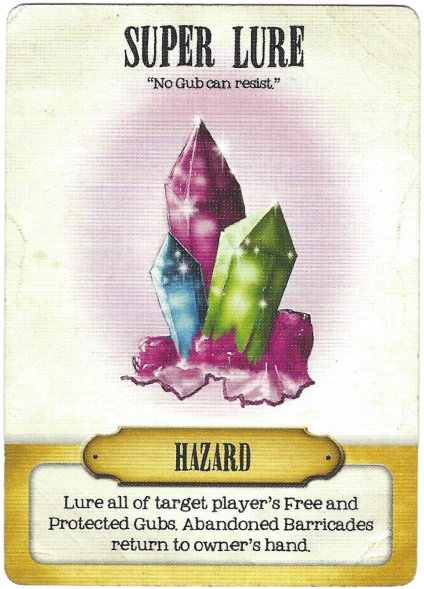 SUPER LURE
"No Gub can resist."
HAZARD
Lure all of target player's Free and
Protected Gubs. Abandoned Barricades
return to owner's hand.